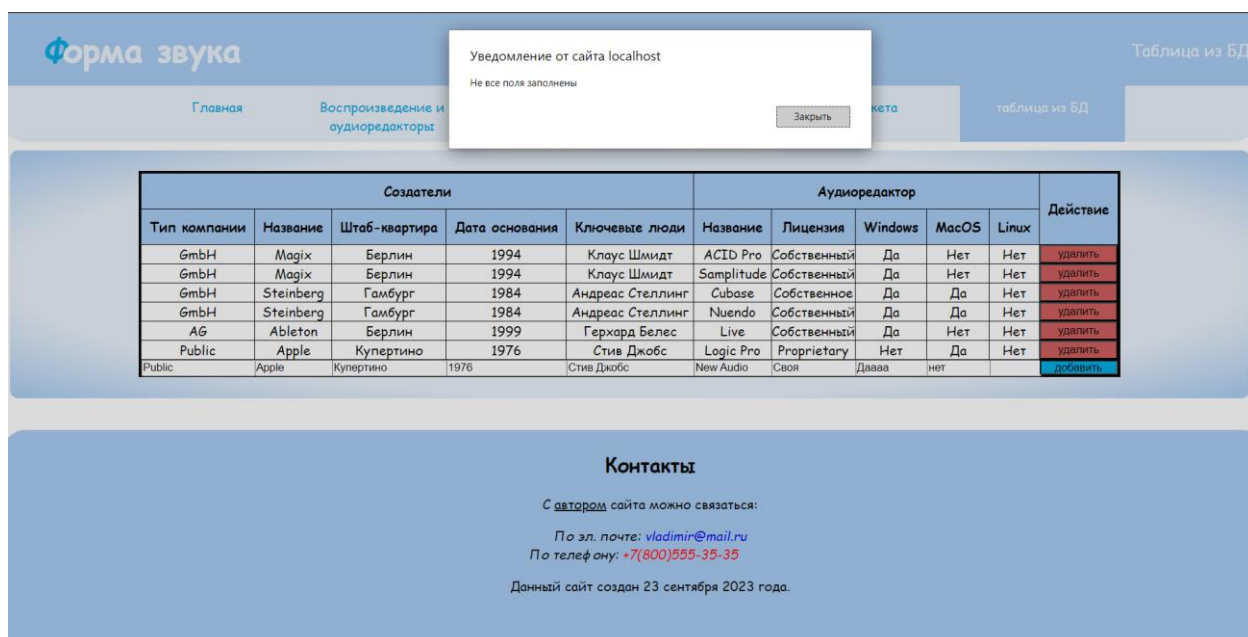 Форма звука
Уведомление от сайта localhost
Таблица из БД
Не все поля заполнены
Закрыть
Главная
Воспроизведение и
аудиоредакторы
кета
таблица из БД
Создатели Аудиоредактор Действие
Тип компании Название Штаб-квартира Дата основания Ключевые люди Название Лицензия Windows MacOS Linux
GmbH Magix Берлин 1994 Клаус Шмидт ACID Pro Собственный Да Нет Нет удалить
GmbH Magix Берлин 1994 Клаус Шмидт Samplitude Собственный Да Нет Нет удалить
GmbH Steinberg Гамбург 1984 Андреас Стеллинг Cubase Собственное Да Да Нет удалить
GmbH Steinberg Гамбург 1984 Андреас Стеллинг Nuendo Собственный Да Да Нет удалить
AG Ableton Берлин 1999 Герхард Белес Live Собственный Да Нет Нет удалить
Public Apple Купертино 1976 Стив Джобс Logic Pro Proprietary Нет Да Нет удалить
Public Apple Купертино 1976 Стив Джобс New Audio Своя Даааа нет добавить
Контакты
С автором сайта можно связаться:
По эл. почте: vladimir@mail.ru
По телефону: +7(800)555-35-35
Данный сайт создан 23 сентября 2023 года.